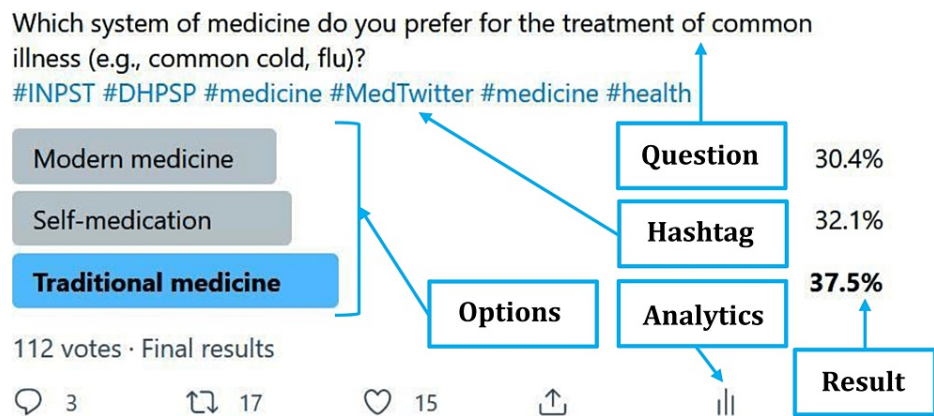 Which system of medicine do you prefer for the treatment of common
illness (e.g., common cold, flu)?
#INPST #DHPSP #medicine #MedTwitter #medicine #health
Modern medicine
Question
30.4%
Self-medication
Hashtag
32.1%
Traditional medicine
Options
Analytics
37.5%
112 votes · Final results
Result
3
17
15